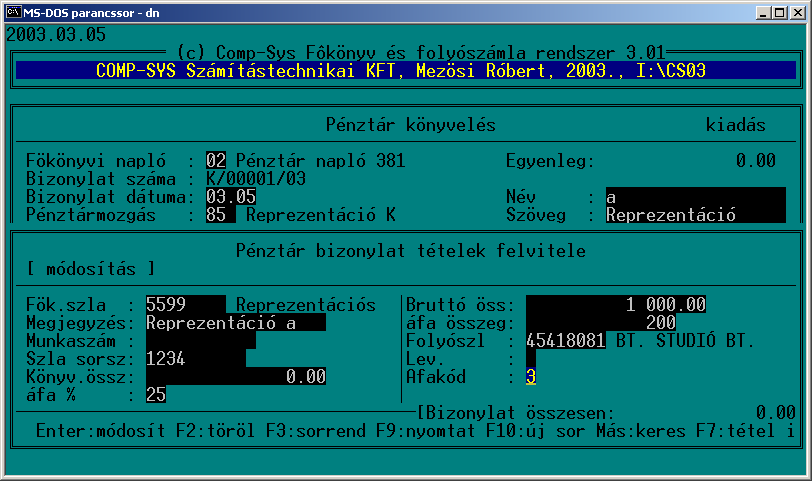 MS-DOS parancssor - dn
2003.03.05
(c) Comp-Sys Fôkönyv és folyószámla rendszer 3.01
COMP-SYS Számítástechnikai KFT, Mezösi Róbert, 2003., I:\CS03
Pénztár könyvelés kiadás
Fökönyvi napló : 02 Pénztár napló 381 Egyenleg: 0.00
Bizonylat száma : K/00001/03
Bizonylat dátuma: 03.05 Név : a
Pénztármozgás : 85 Reprezentáció K Szöveg : Reprezentáció
Pénztár bizonylat tételek felvitele
[ módosítás ]
Fök.szla : 5599 Reprezentációs Bruttó öss: 1 000.00
Megjegyzés: Reprezentáció a áfa összeg: 200
Munkaszám : Folyószl : 45418081 BT. STUDIÓ BT.
Szla sorsz: 1234 Lev. :
Könyv.össz: 0.00 Afakód : 3
áfa % : 25
[Bizonylat összesen: 0.00
Enter:módosít F2:töröl F3:sorrend F9:nyomtat F10:új sor Más:keres F7:tétel i